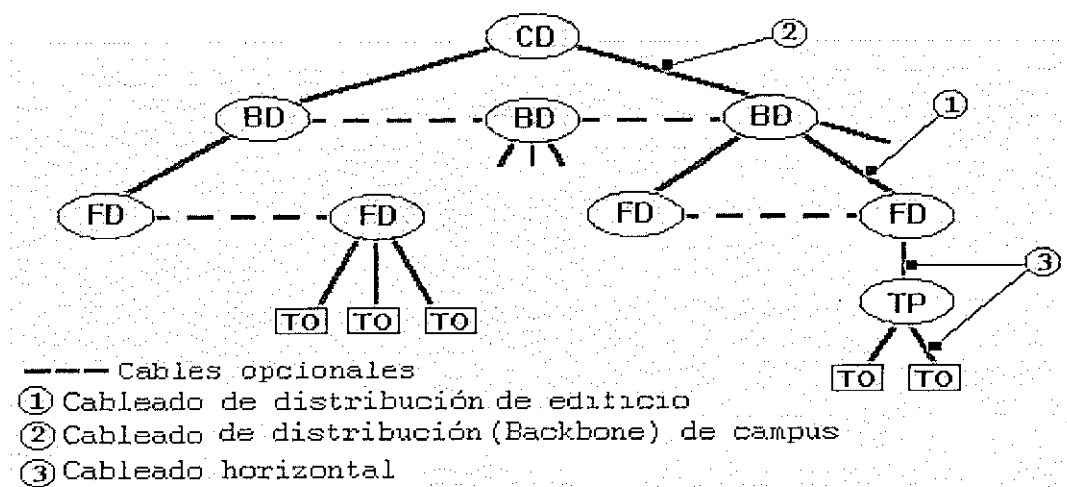 CD
2
BD
BD
BD
1
FD
FD
FD
FD
3
TP
TO TO TO
TO TO
Cables opcionales
1 Cableado de distribución de edificio
2 Cableado de distribución (Backbone) de campus
3 Cableado horizontal